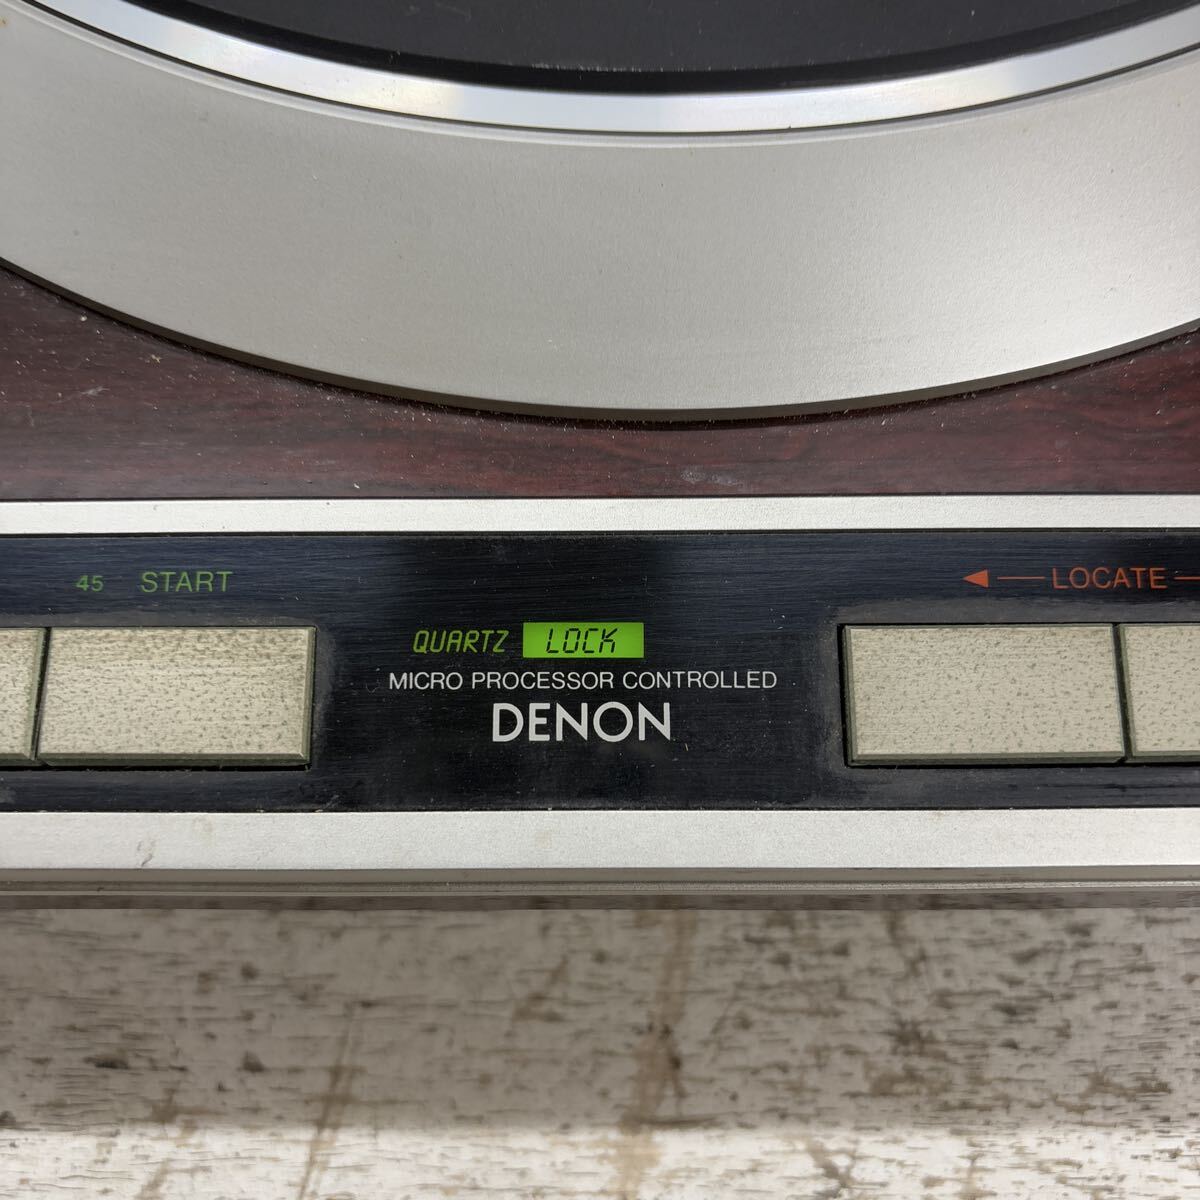 45 START
◀ — LOCATE —
QUARTZ LOCK
MICRO PROCESSOR CONTROLLED
DENON